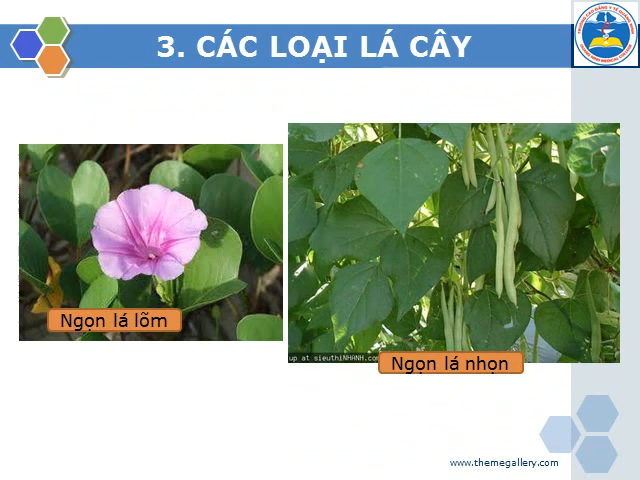 3. CÁC LOẠI LÁ CÂY
Ngọn lá lõm
up at sieuthiNHANH.com
Ngọn lá nhọn
www.themegallery.com